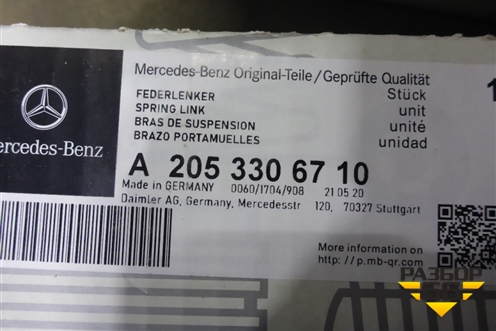 Mercedes-Benz Original-Teile/Geprüfte Qualität
FEDERLENKER
SPRING LINK
BRAS DE SUSPENSION
BRAZO PORTAMUELLES
Stück
unit
unité
unidad
ercedes-Benz
A 205 330 67 10
Made in GERMANY 0060/1704/908 21 05 20
Daimler AG, Germany, Mercedesstr 120, 70327 Stuttgart
More information on
http://p.mb-qr.com/
РАЗБОР